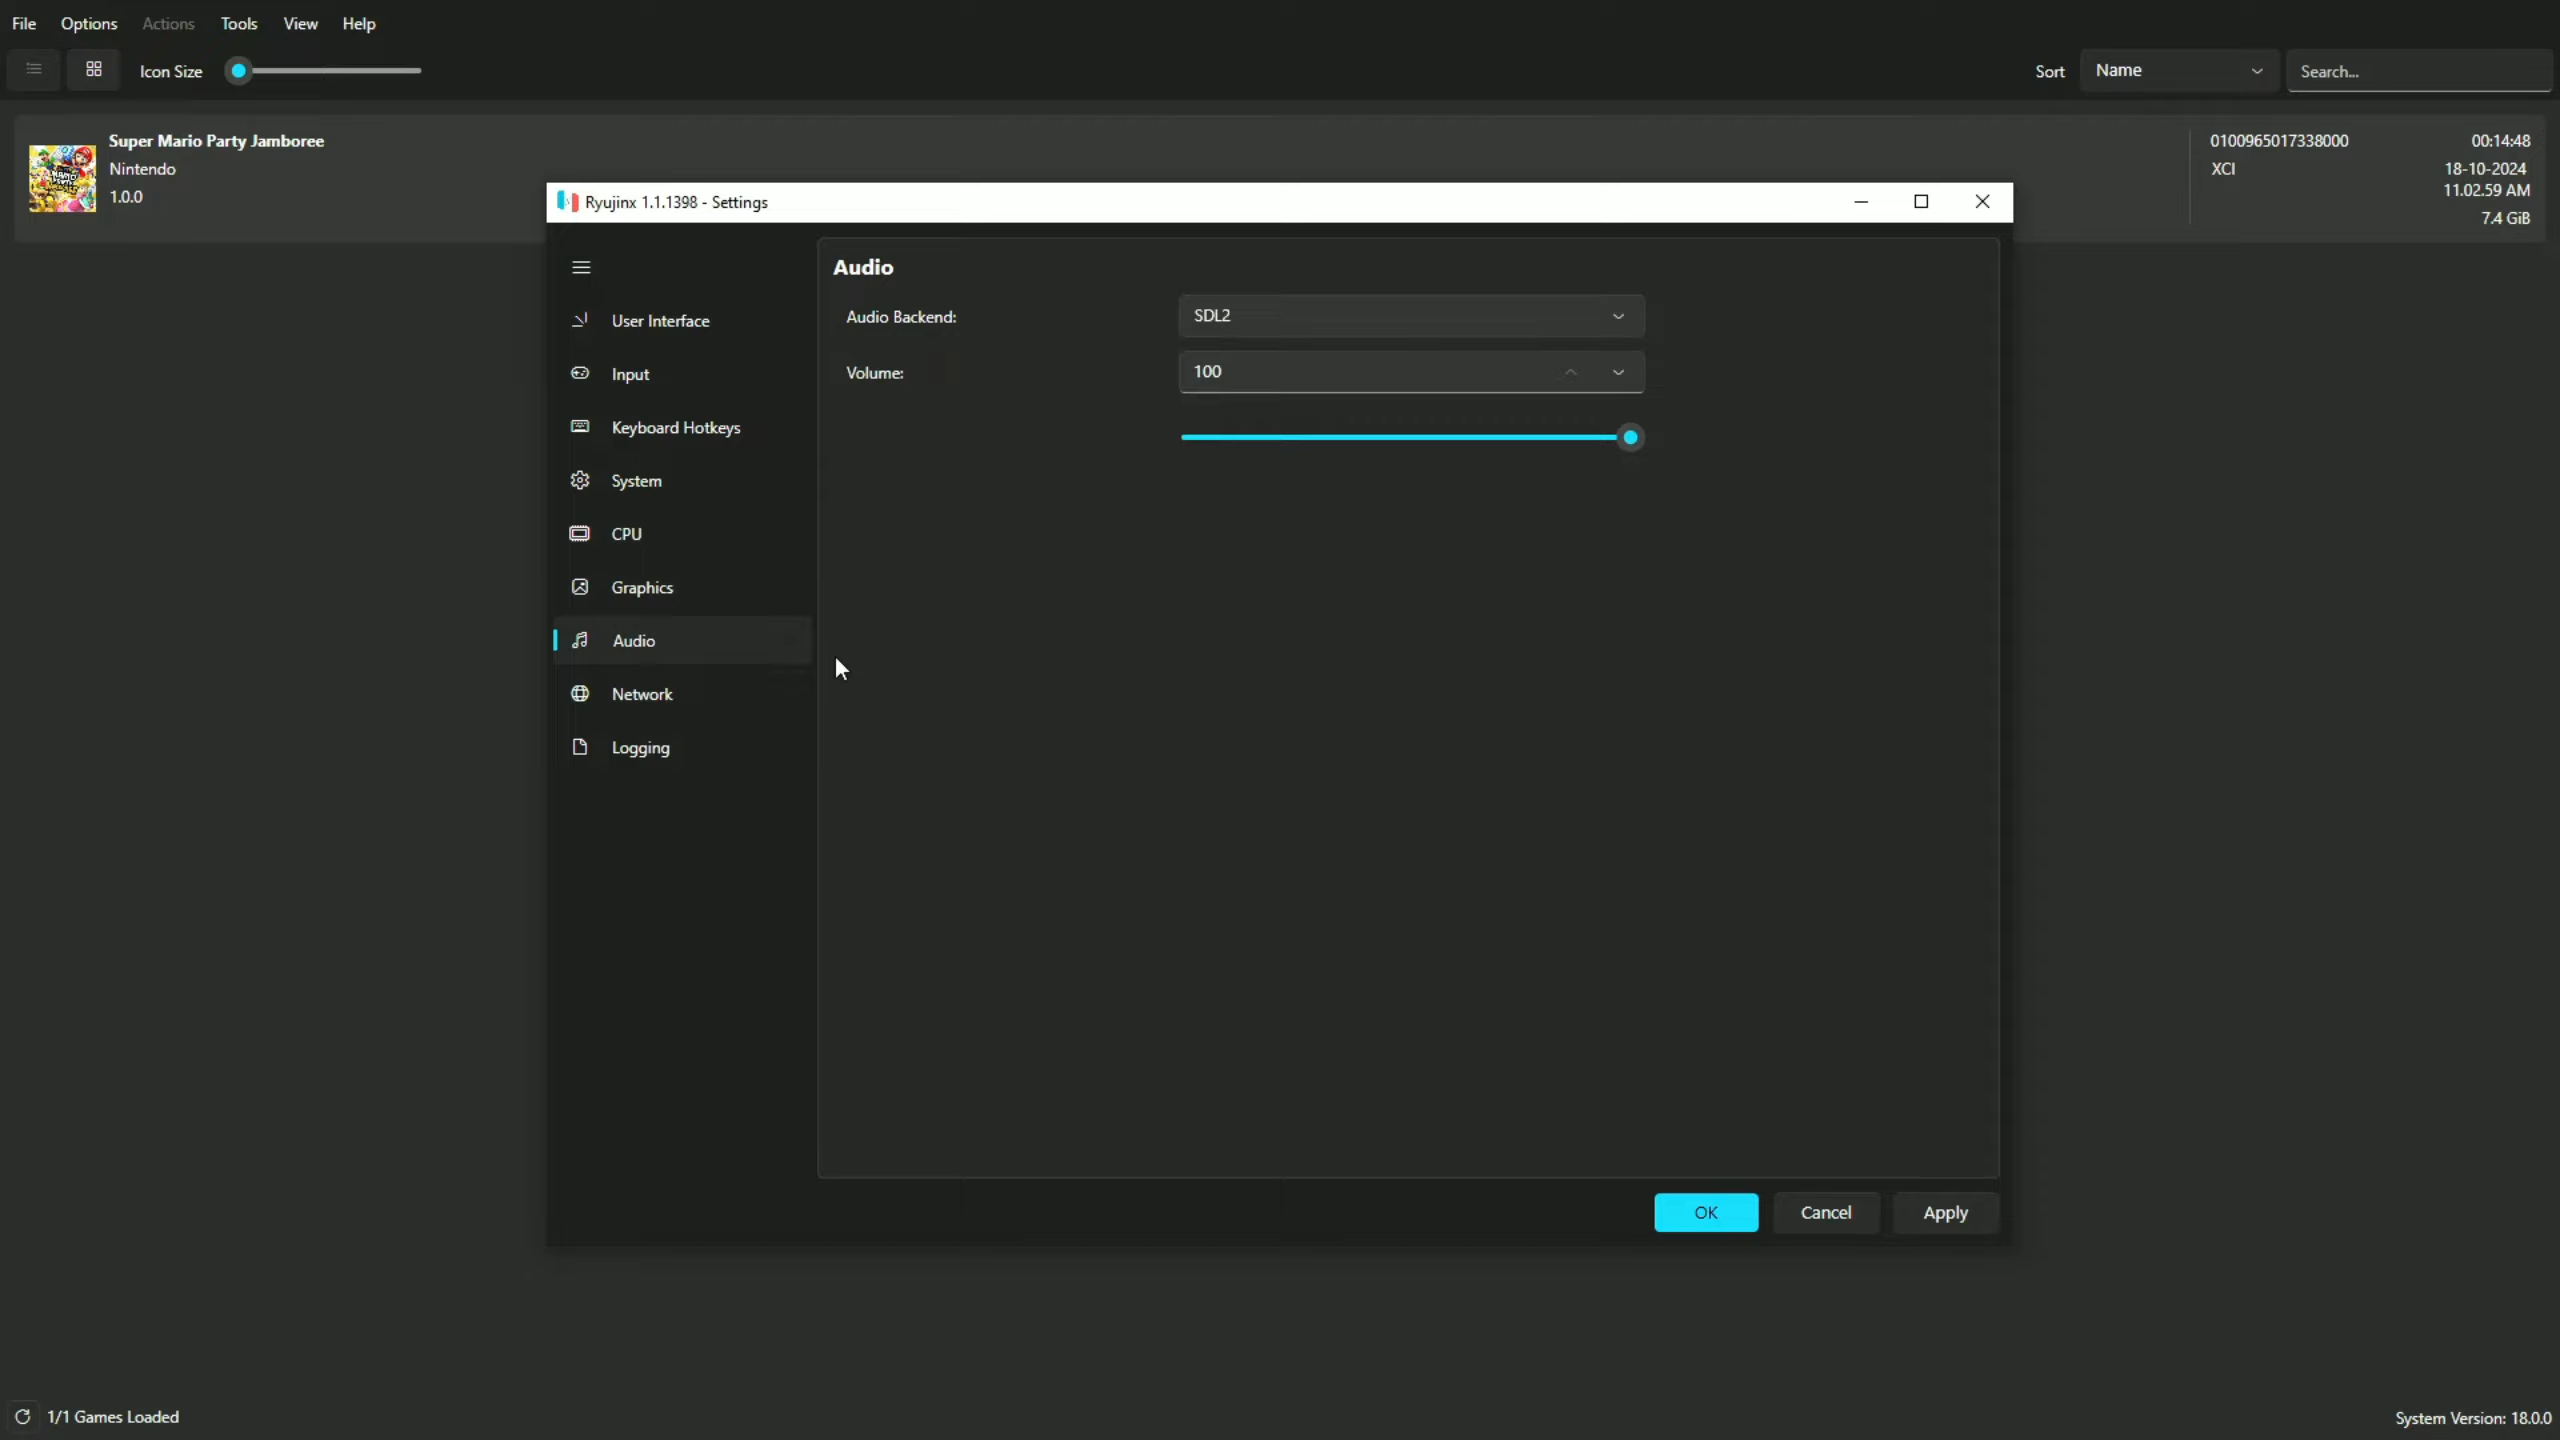 File Options Actions Tools View Help
Icon Size
Sort Name Search...
Super Mario Party Jamboree
Nintendo
1.0.0
0100965017338000 00:14:48
XCI 18-10-2024
11.02.59 AM
7.4 GiB
Ryujinx 1.1.1398 - Settings
User Interface
Input
Keyboard Hotkeys
System
CPU
Graphics
Audio
Network
Logging
Audio
Audio Backend: SDL2
Volume: 100
OK Cancel Apply
1/1 Games Loaded
System Version: 18.0.0